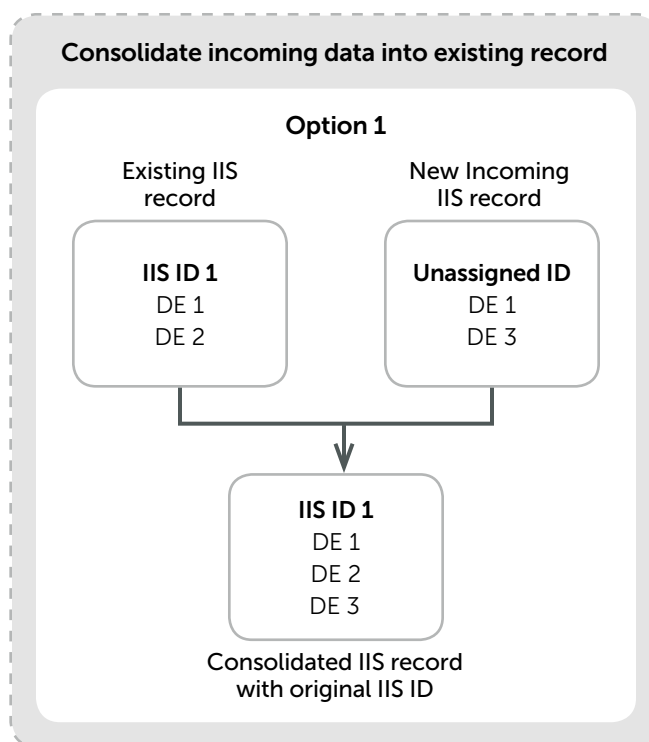 Consolidate incoming data into existing record
Option 1
Existing IIS
record
New Incoming
IIS record
IIS ID 1
DE 1
DE 2
Unassigned ID
DE 1
DE 3
IIS ID 1
DE 1
DE 2
DE 3
Consolidated IIS record
with original IIS ID